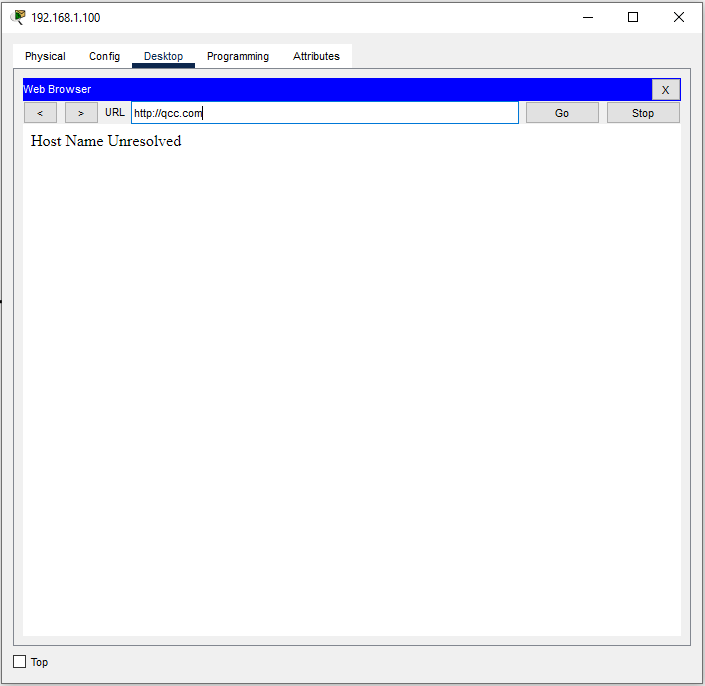 192.168.1.100
Physical Config Desktop Programming Attributes
Web Browser X
< > URL http://qcc.com Go Stop
Host Name Unresolved
Top